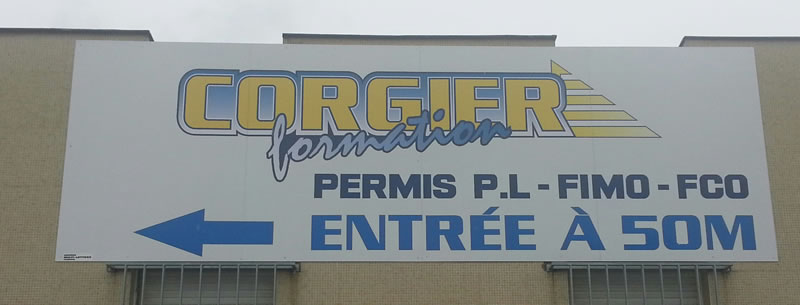 CORGIER
formation
PERMIS P.L - FIMO - FCO
ENTRÉE À 50M